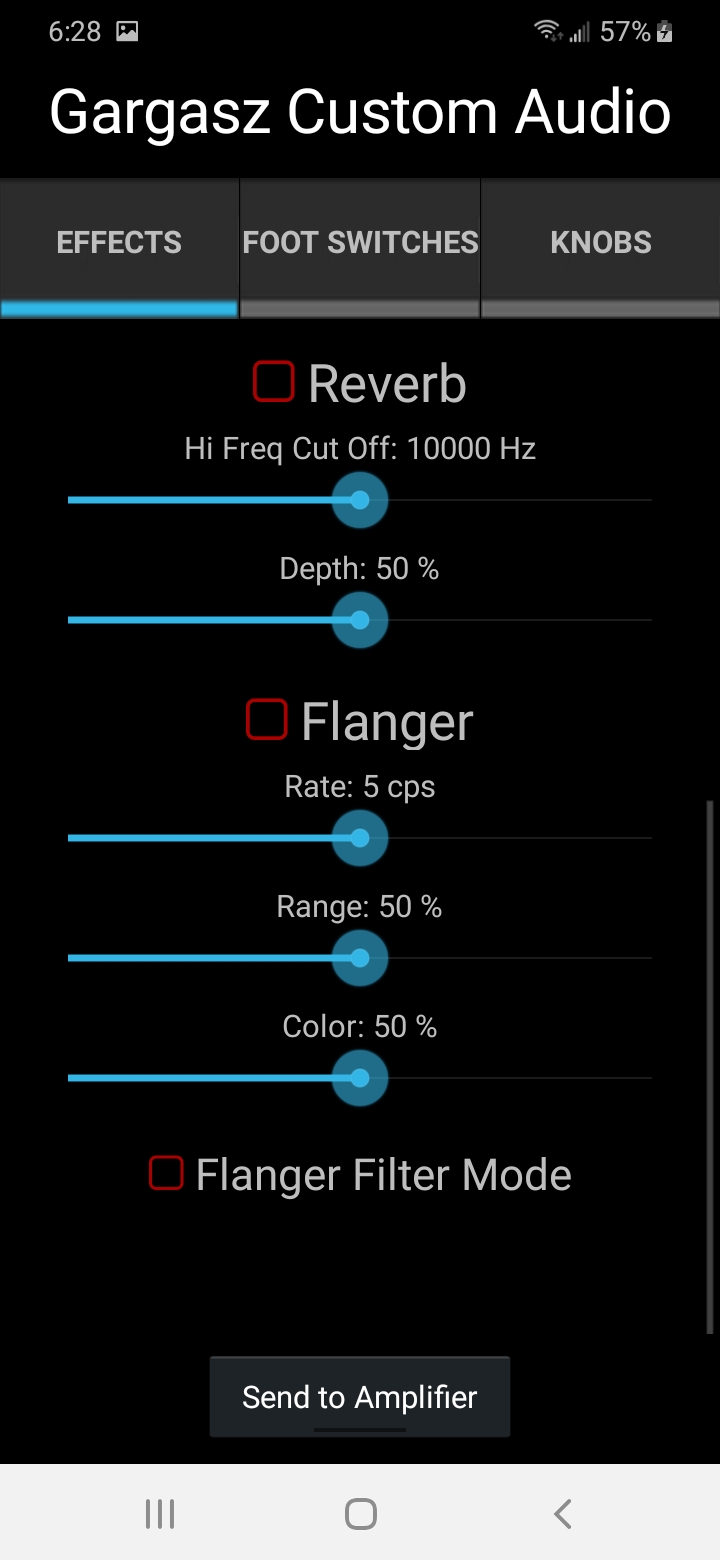 6:28
57%
Gargasz Custom Audio
EFFECTS
FOOT SWITCHES
KNOBS
Reverb
Hi Freq Cut Off: 10000 Hz
Depth: 50 %
Flanger
Rate: 5 cps
Range: 50 %
Color: 50 %
Flanger Filter Mode
Send to Amplifier